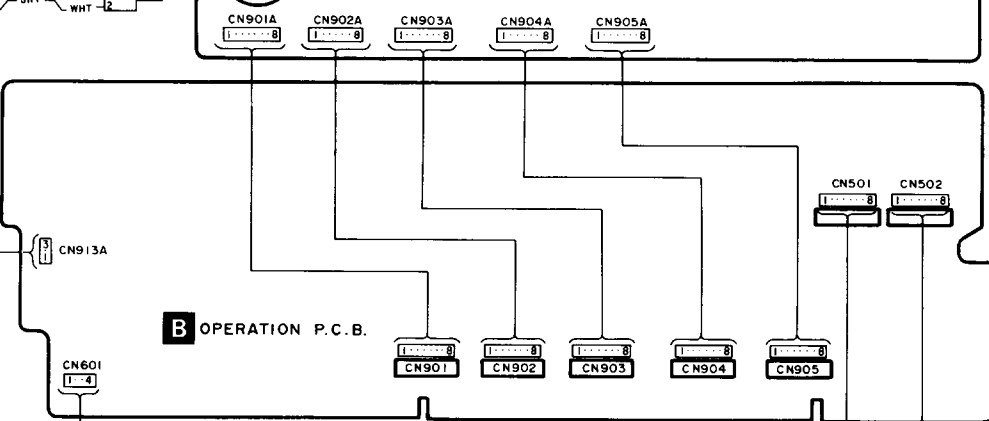 WHT
2
CN901A CN902A CN903A CN904A CN905A
1·····8 1·····8 1·····8 1·····8 1·····8
CN501 CN502
1·····8 1·····8
3··1 CN913A
B OPERATION P.C.B.
1·····8 1·····8 1·····8 1·····8 1·····8
CN901 CN902 CN903 CN904 CN905
CN601
1··4